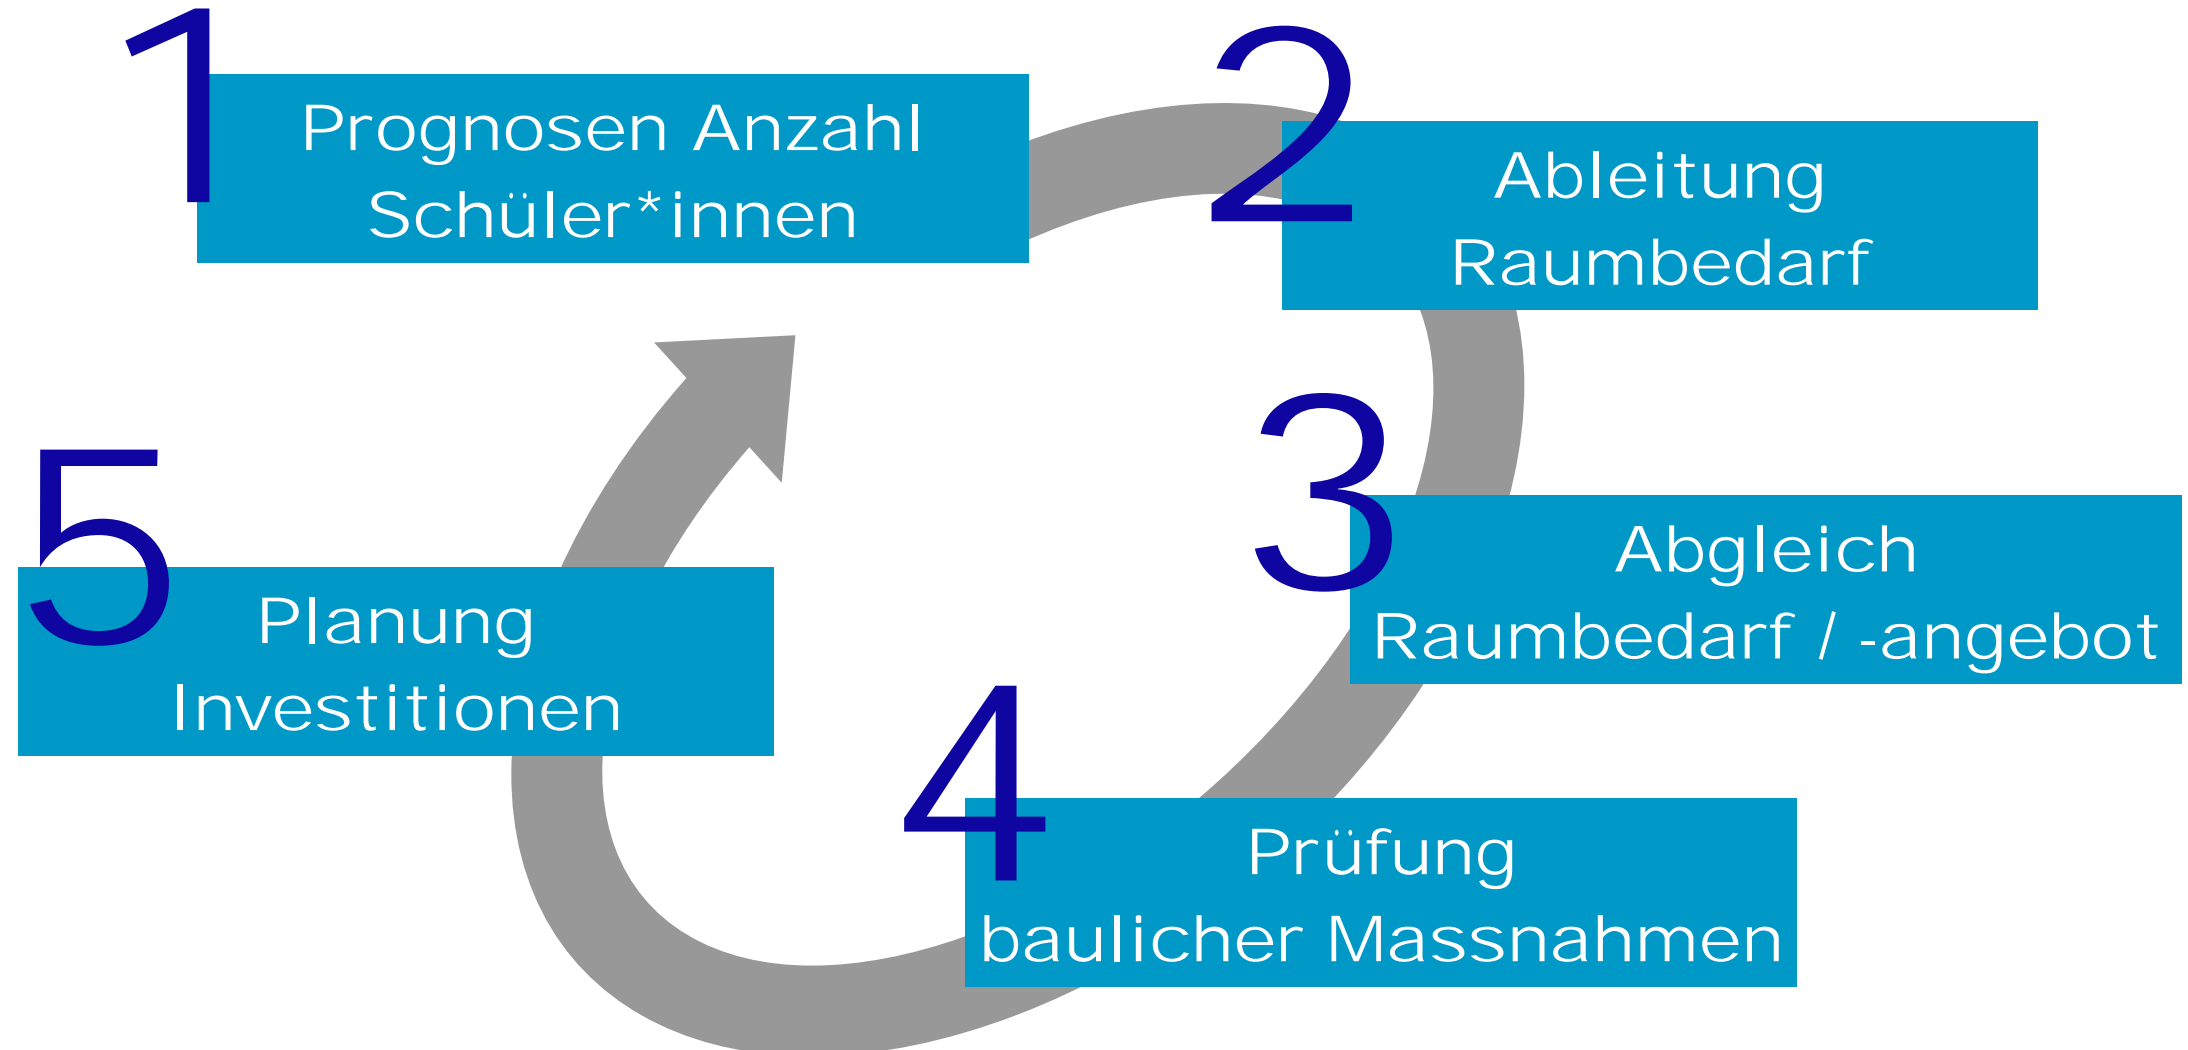 1
Prognosen Anzahl
Schüler*innen
2
Ableitung
Raumbedarf
3
Abgleich
Raumbedarf / -angebot
4
Prüfung
baulicher Massnahmen
5
Planung
Investitionen